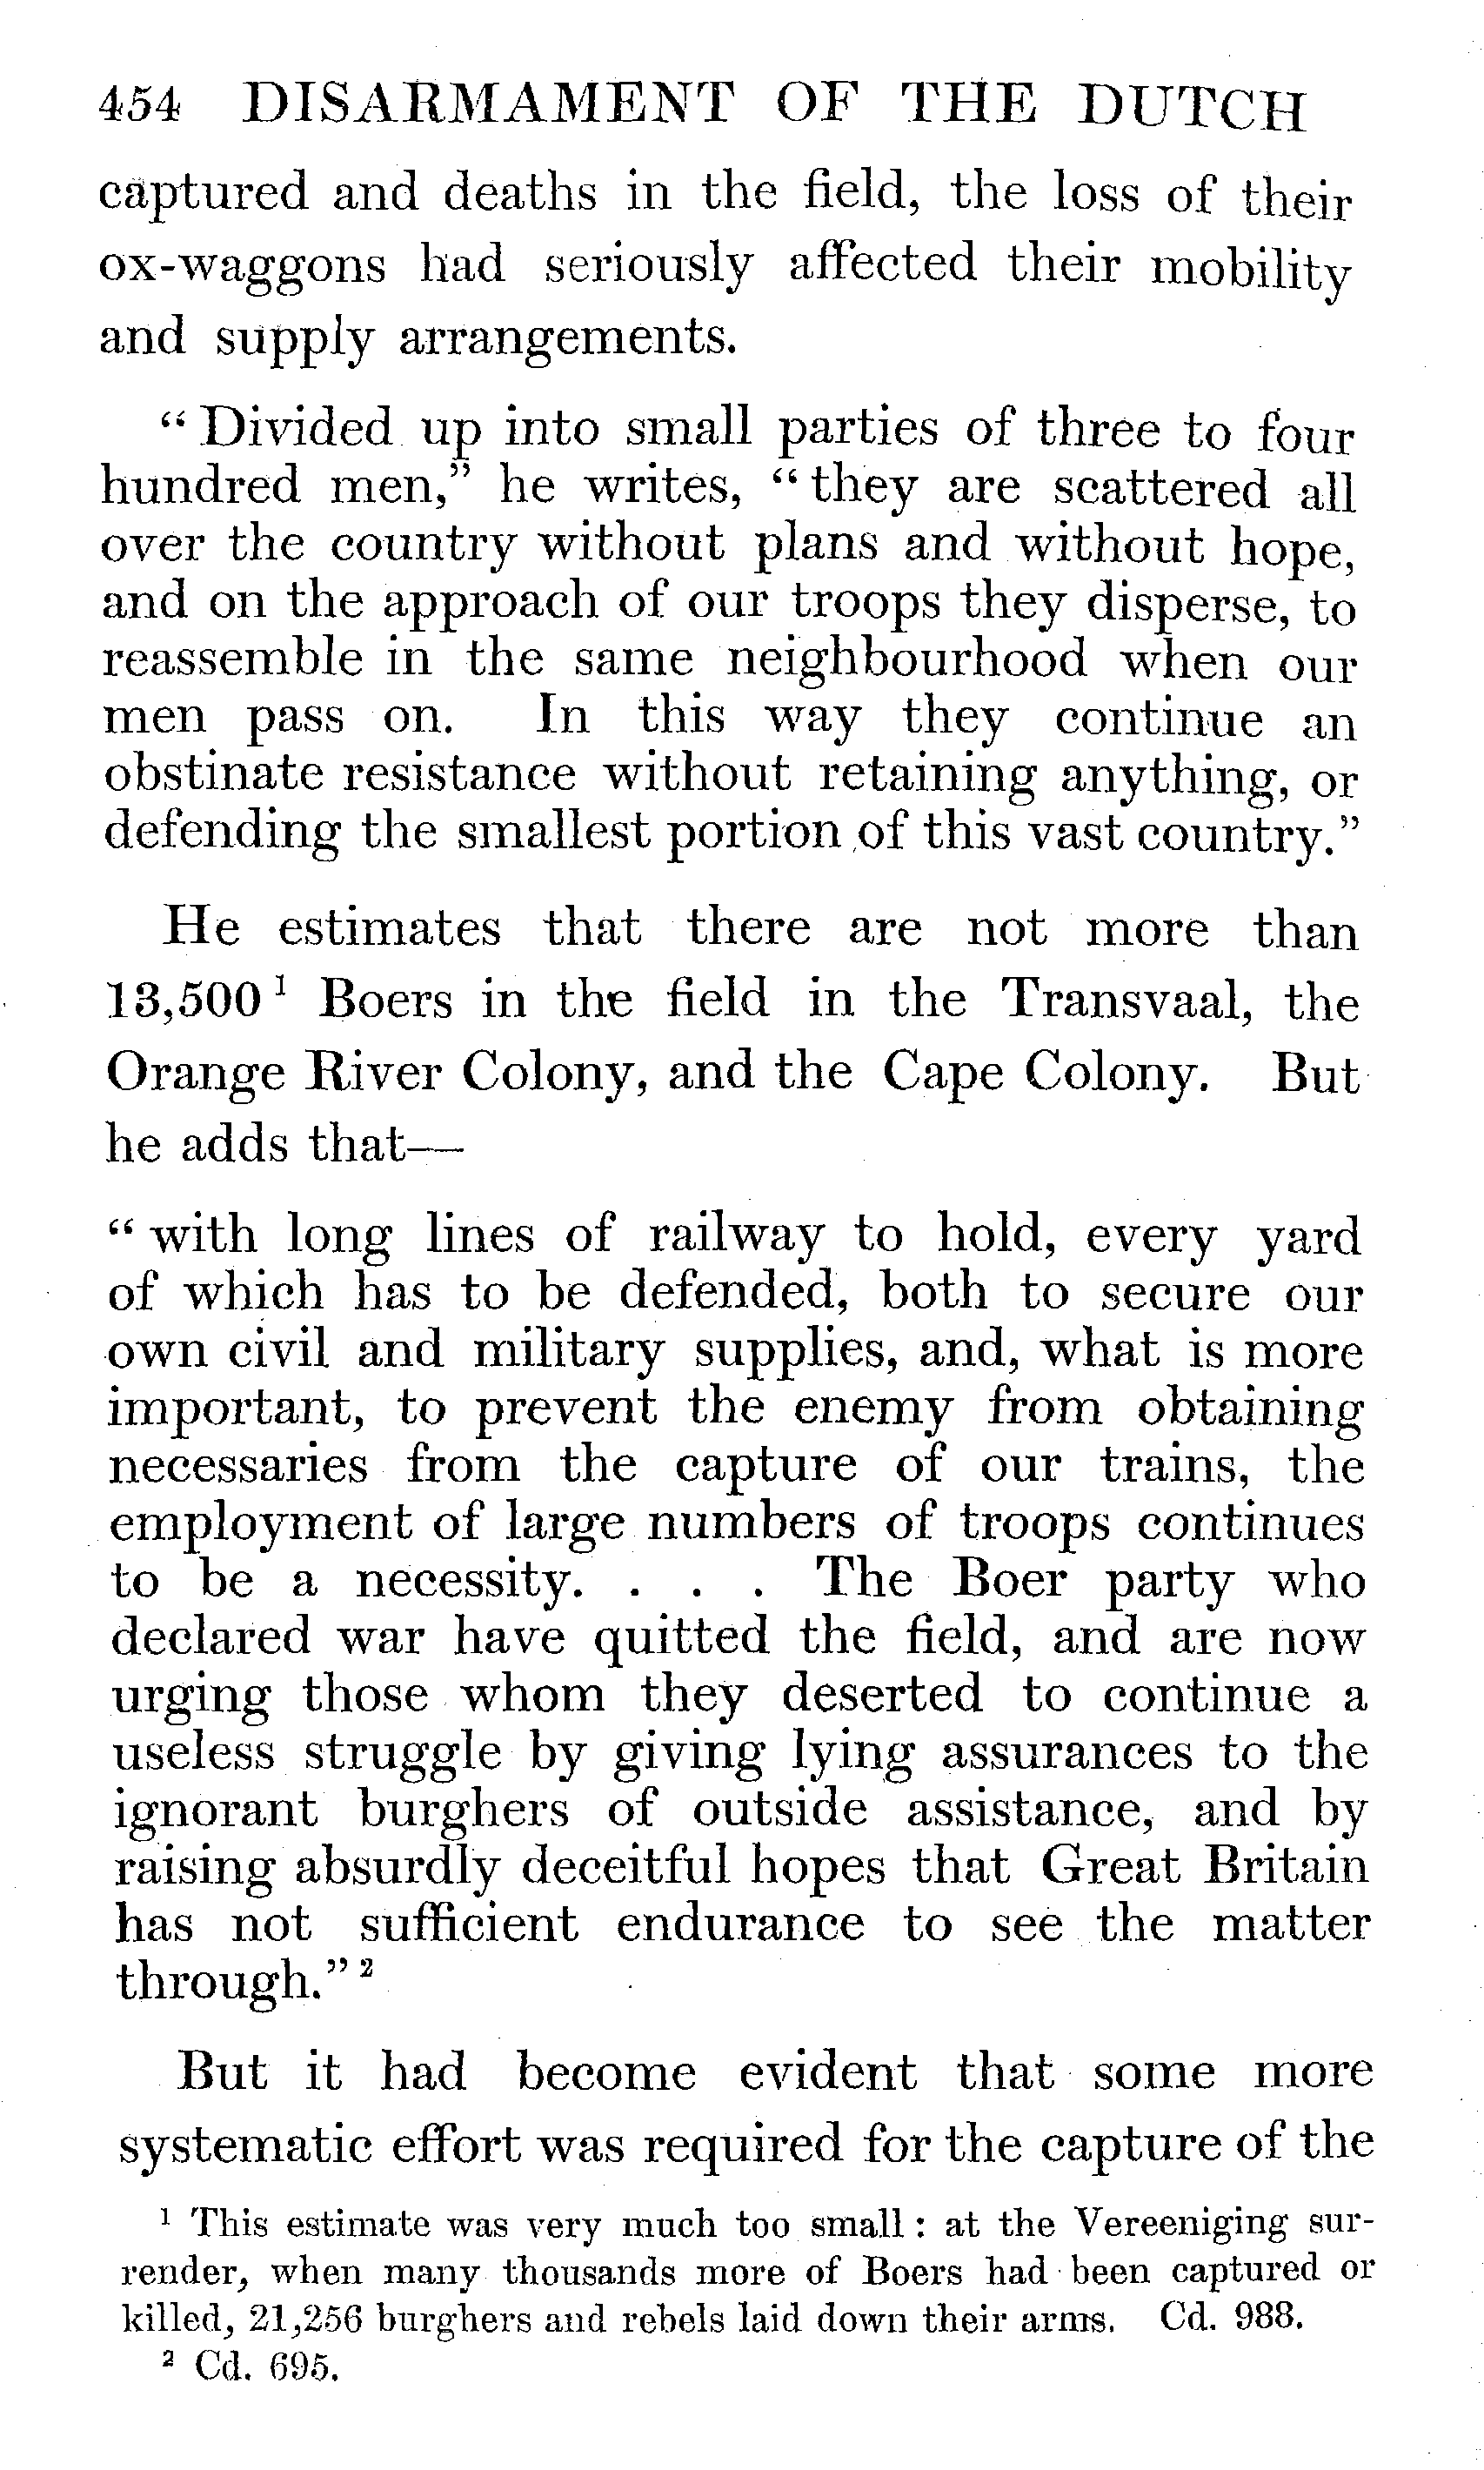 454 DISARMAMENT OF THE DUTCH
captured and deaths in the field, the loss of their
ox-waggons had seriously affected their mobility
and supply arrangements.
“Divided up into small parties of three to four
hundred men,” he writes, “they are scattered all
over the country without plans and without hope,
and on the approach of our troops they disperse, to
reassemble in the same neighbourhood when our
men pass on. In this way they continue an
obstinate resistance without retaining anything, or
defending the smallest portion of this vast country.”
He estimates that there are not more than
13,500 ¹ Boers in the field in the Transvaal, the
Orange River Colony, and the Cape Colony. But
he adds that—
“with long lines of railway to hold, every yard
of which has to be defended, both to secure our
own civil and military supplies, and, what is more
important, to prevent the enemy from obtaining
necessaries from the capture of our trains, the
employment of large numbers of troops continues
to be a necessity. . . . The Boer party who
declared war have quitted the field, and are now
urging those whom they deserted to continue a
useless struggle by giving lying assurances to the
ignorant burghers of outside assistance, and by
raising absurdly deceitful hopes that Great Britain
has not sufficient endurance to see the matter
through.” ²
But it had become evident that some more
systematic effort was required for the capture of the
¹ This estimate was very much too small : at the Vereeniging sur-
render, when many thousands more of Boers had been captured or
killed, 21,256 burghers and rebels laid down their arms. Cd. 988.
² Cd. 695.